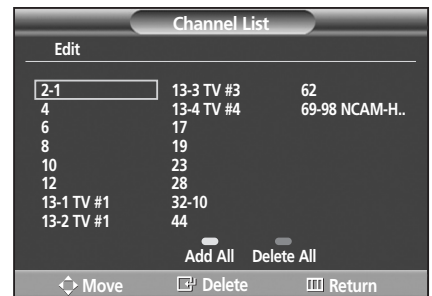 Channel List
Edit
2-1 13-3 TV #3 62
4 13-4 TV #4 69-98 NCAM-H..
6 17
8 19
10 23
12 28
13-1 TV #1 32-10
13-2 TV #1 44
Add All Delete All
Move Delete Return